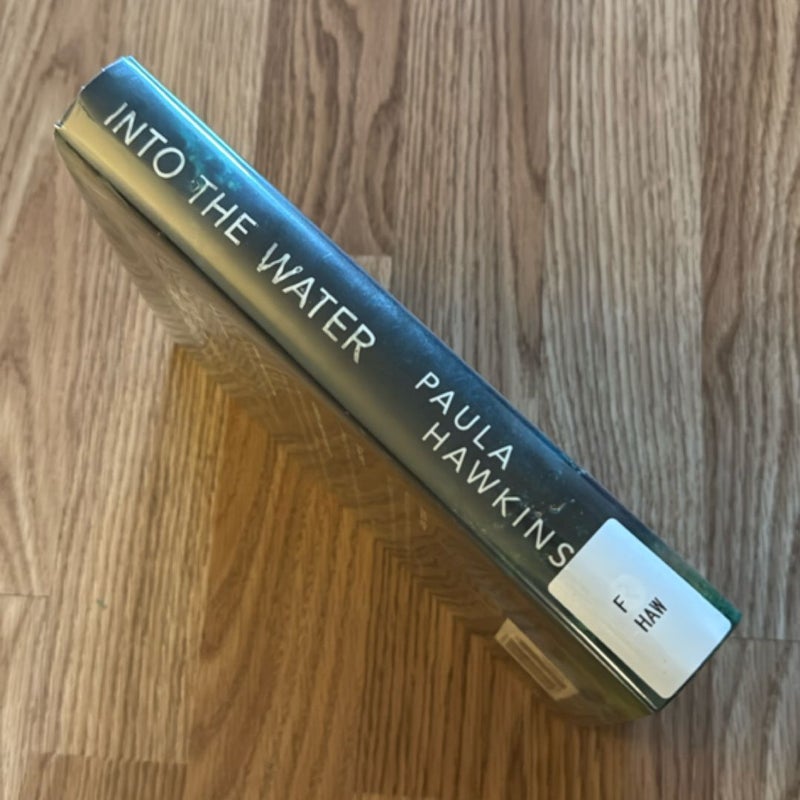 INTO THE WATER
PAULA
HAWKINS
F
HAW